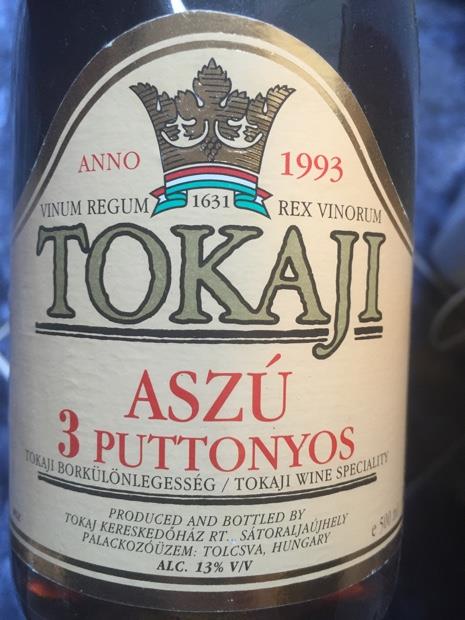 ANNO 1993
VINUM REGUM 1631 REX VINORUM
TOKAJI
ASZÚ
3 PUTTONYOS
TOKAJI BORKÜLÖNLEGESSÉG / TOKAJI WINE SPECIALITY
PRODUCED AND BOTTLED BY
TOKAJ KERESKEDŐHÁZ RT., SÁTORALJAÚJHELY
PALACKOZÓÜZEM: TOLCSVA, HUNGARY
ALC. 13% V/V
e 500